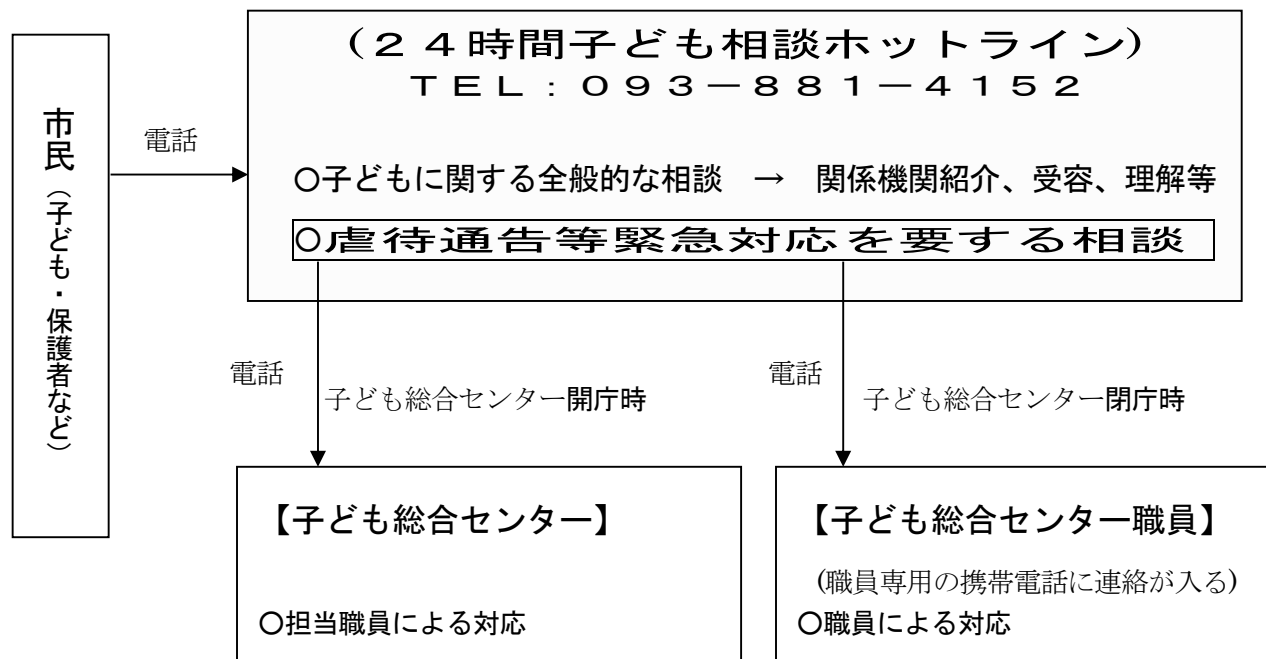 市民（子ども・保護者など）
電話
（２４時間子ども相談ホットライン）
ＴＥＬ：０９３－８８１－４１５２
○子どもに関する全般的な相談　→　関係機関紹介、受容、理解等
○虐待通告等緊急対応を要する相談
電話
子ども総合センター開庁時
電話
子ども総合センター閉庁時
【子ども総合センター】
○担当職員による対応
【子ども総合センター職員】
(職員専用の携帯電話に連絡が入る)
○職員による対応